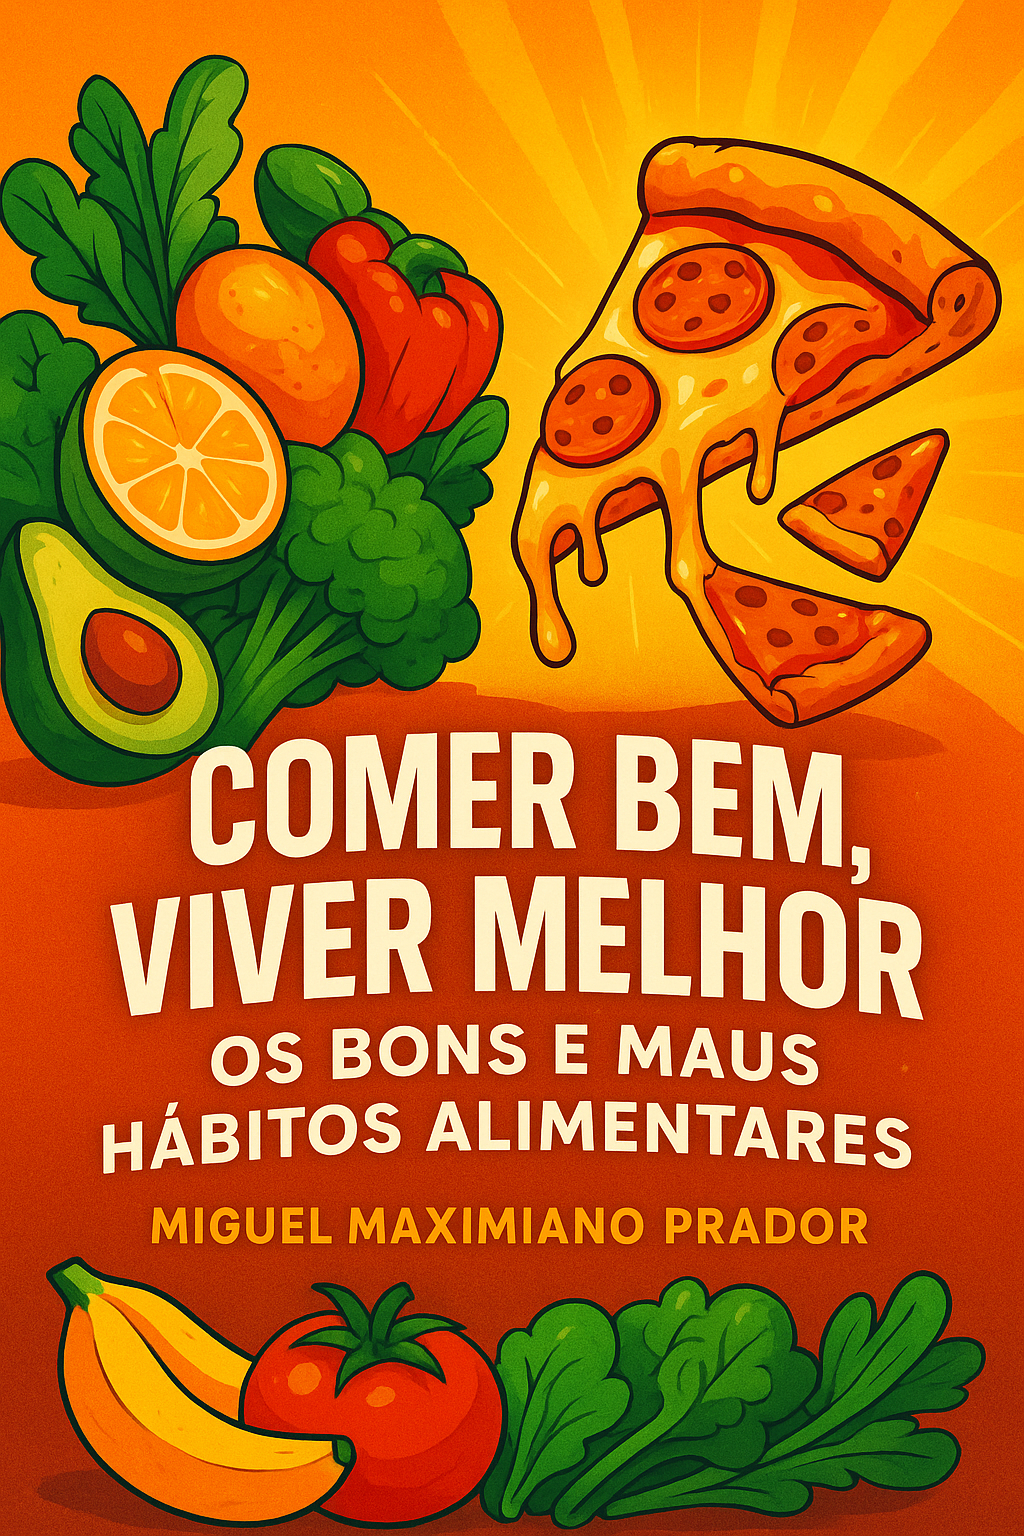 COMER BEM,
VIVER MELHOR
OS BONS E MAUS
HÁBITOS ALIMENTARES
MIGUEL MAXIMIANO PRADOR